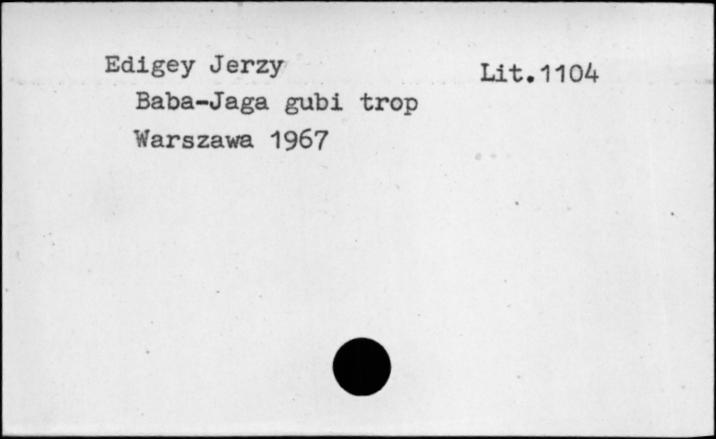 Edigey Jerzy
Lit.1104
Baba-Jaga gubi trop
Warszawa 1967